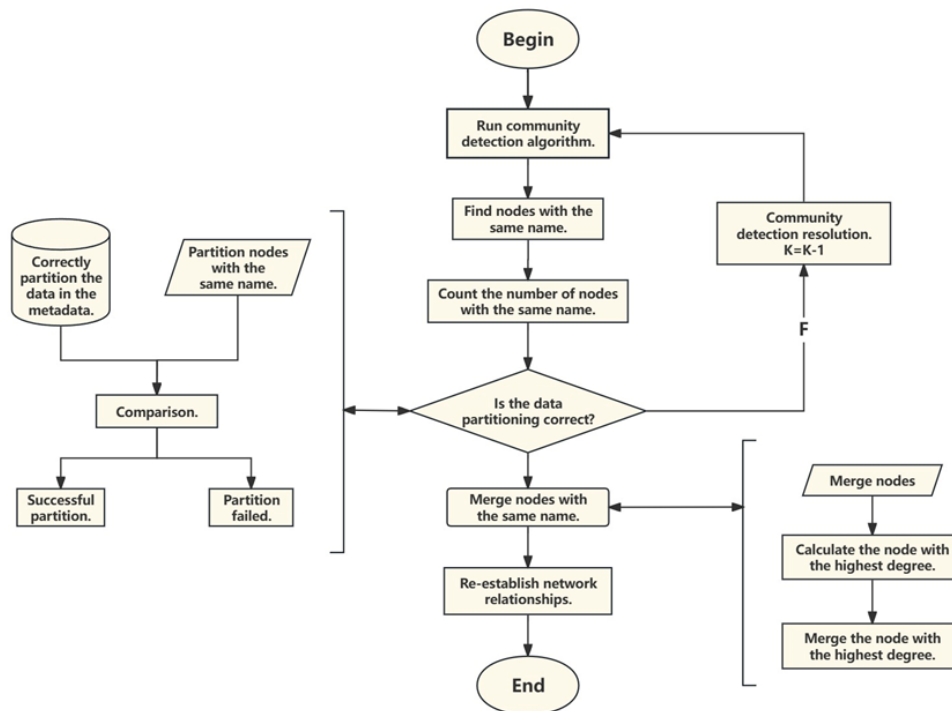 Begin
Run community
detection algorithm.
Find nodes with the
same name.
Count the number of nodes
with the same name.
Is the data
partitioning correct?
Merge nodes with
the same name.
Re-establish network
relationships.
End
Community
detection resolution.
K=K-1
F
Correctly
partition the
data in the
metadata.
Partition nodes
with the
same name.
Comparison.
Successful
partition.
Partition
failed.
Merge nodes
Calculate the node with
the highest degree.
Merge the node with
the highest degree.